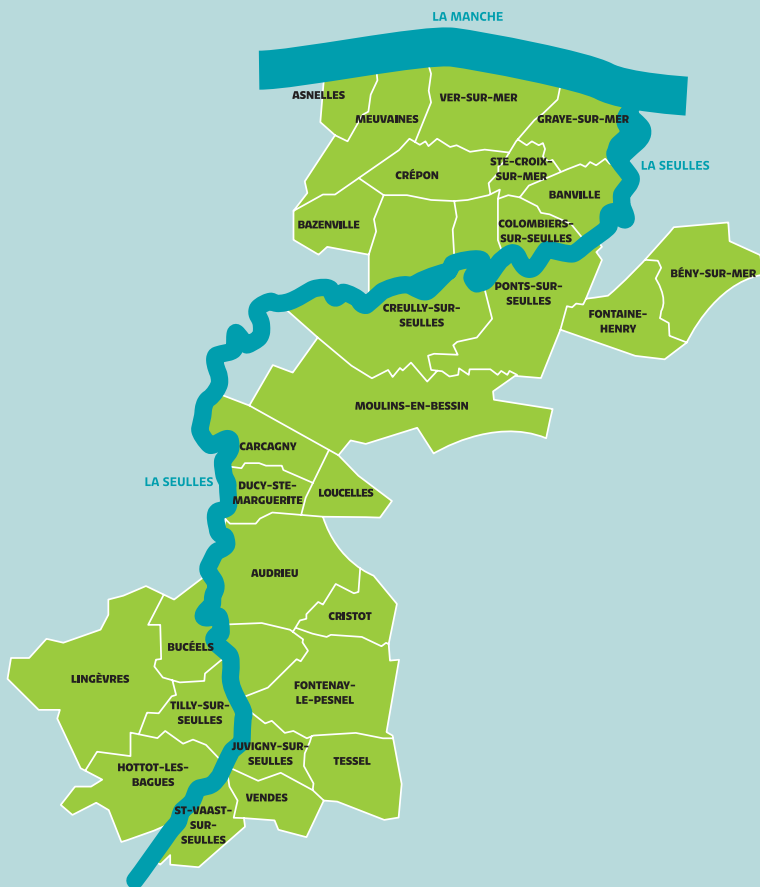 LA MANCHE
ASNELLES
VER-SUR-MER
MEUVAINES
GRAYE-SUR-MER
LA SEULLES
STE-CROIX-
SUR-MER
CRÉPON
BANVILLE
BAZENVILLE
COLOMBIERS-
SUR-SEULLES
BÉNY-SUR-MER
PONTS-SUR-
SEULLES
CREULLY-SUR-
SEULLES
FONTAINE-
HENRY
MOULINS-EN-BESSIN
CARCAGNY
LA SEULLES
DUCY-STE-
MARGUERITE
LOUCELLES
AUDRIEU
CRISTOT
BUCÉELS
LINGÈVRES
FONTENAY-
LE-PESNEL
TILLY-SUR-
SEULLES
JUVIGNY-SUR-
SEULLES
TESSEL
HOTTOT-LES-
BAGUES
VENDES
ST-VAAST-
SUR-
SEULLES